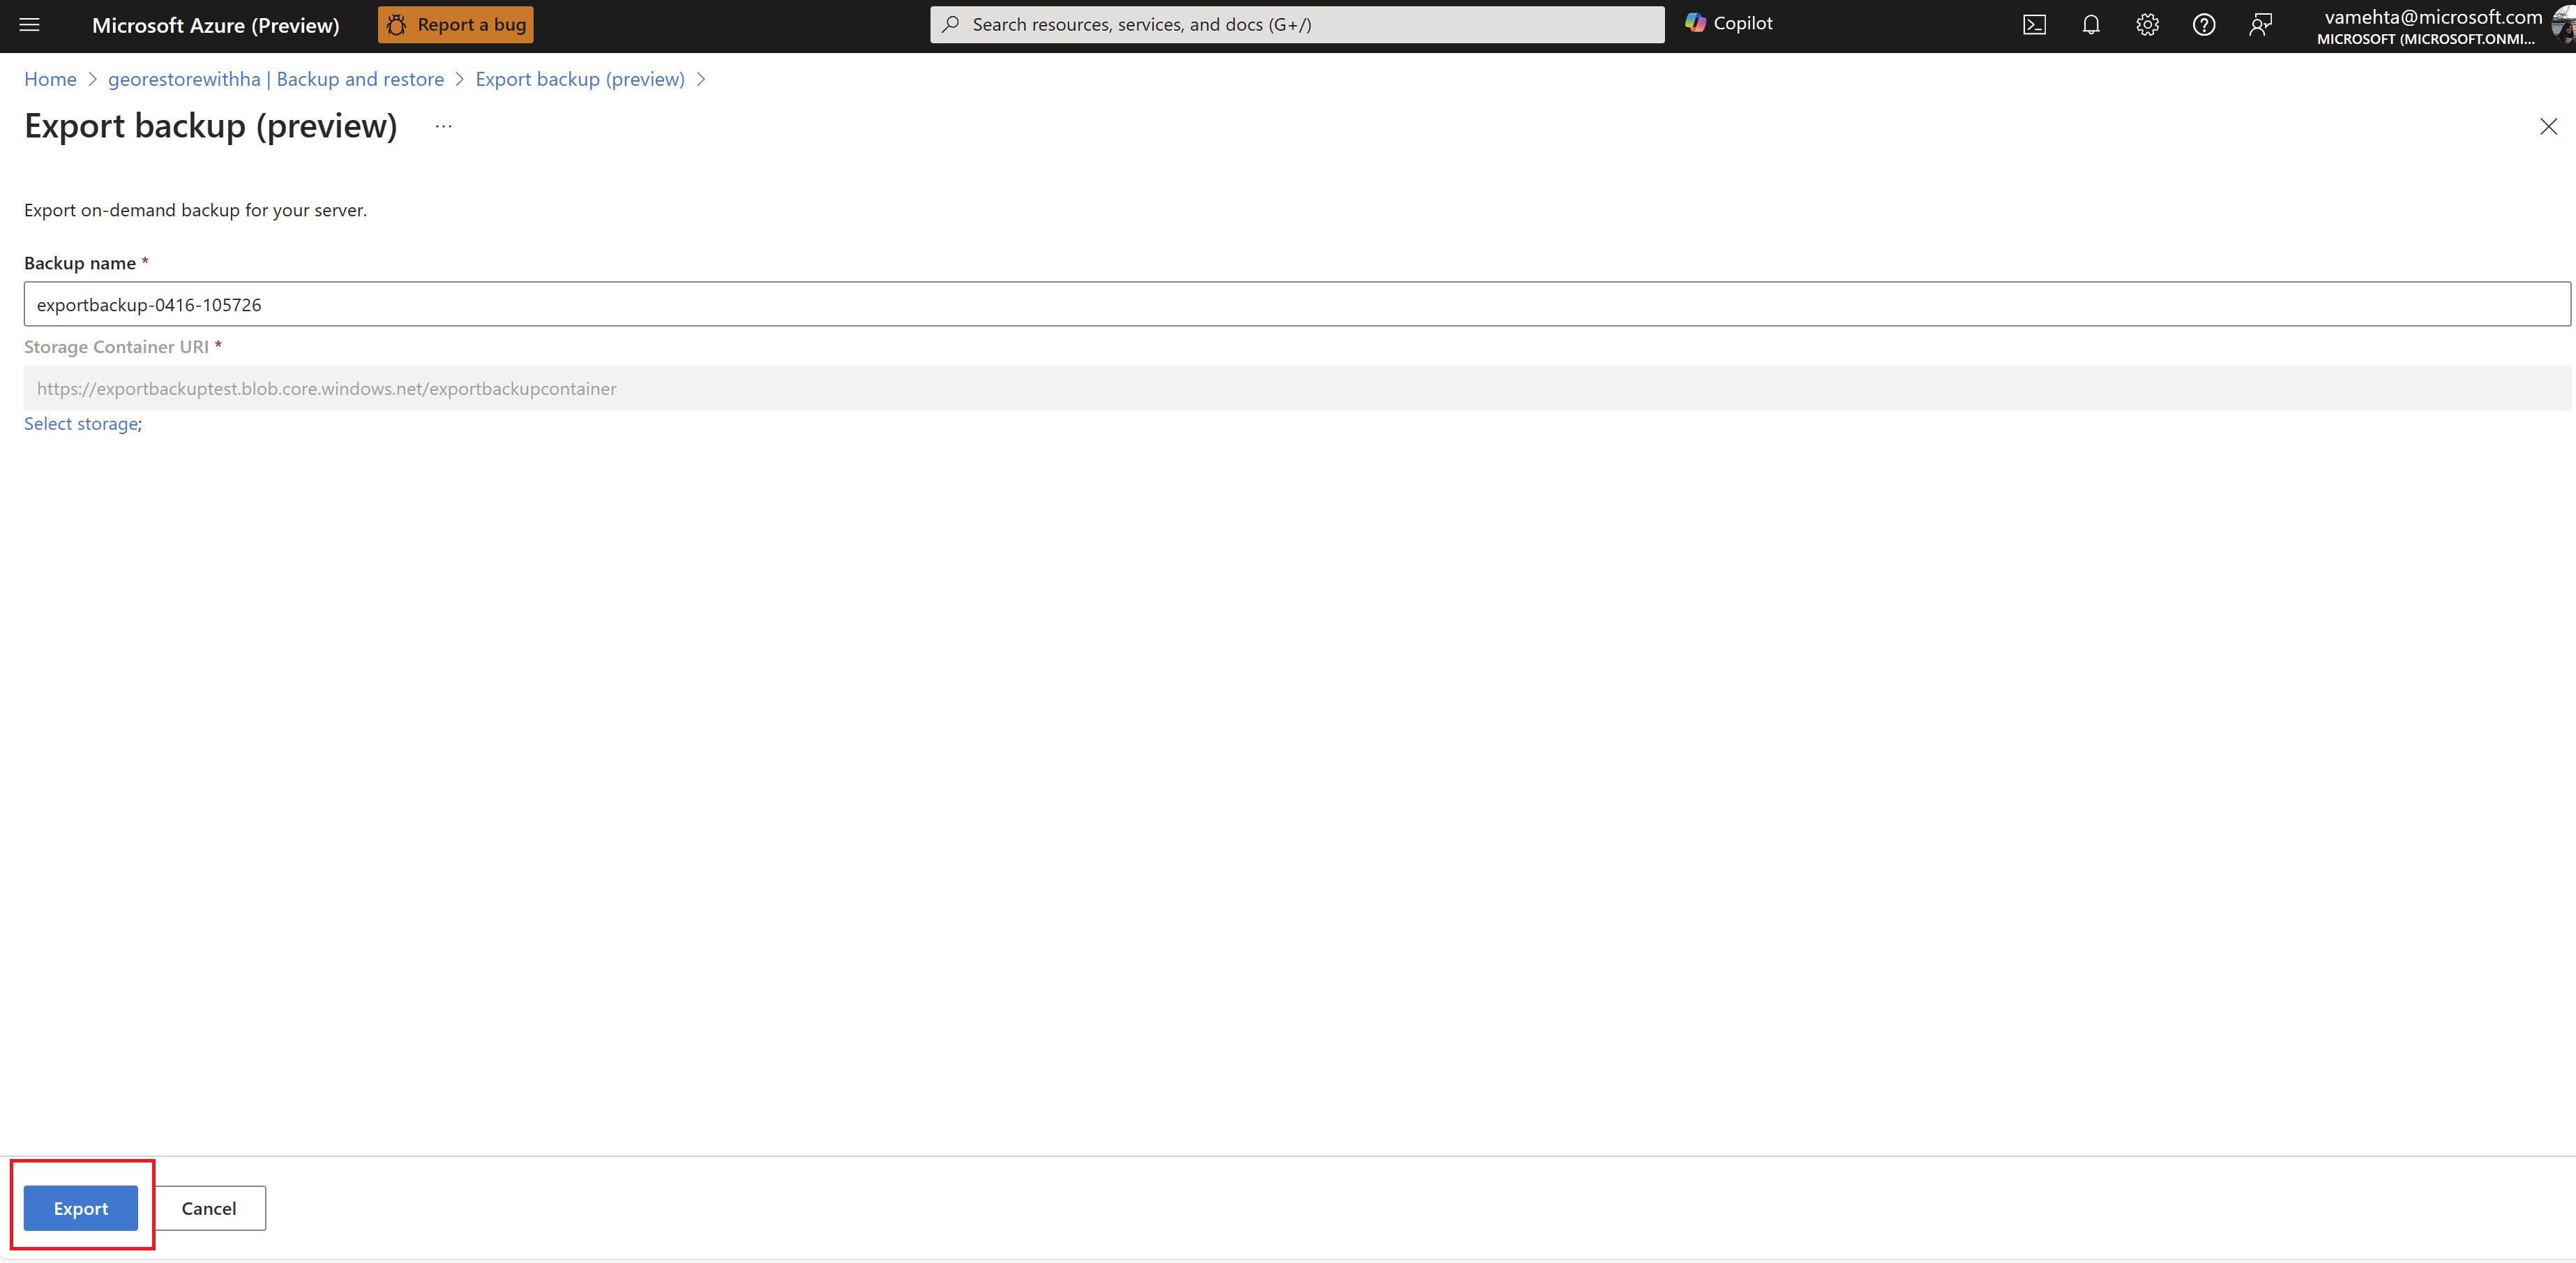 Microsoft Azure (Preview)
Report a bug
Search resources, services, and docs (G+/)
Copilot
vamehta@microsoft.com
MICROSOFT (MICROSOFT.ONMI...
Home > georestorewithha | Backup and restore > Export backup (preview) >
Export backup (preview) ...
Export on-demand backup for your server.
Backup name *
exportbackup-0416-105726
Storage Container URI *
https://exportbackuptest.blob.core.windows.net/exportbackupcontainer
Select storage;
Export
Cancel